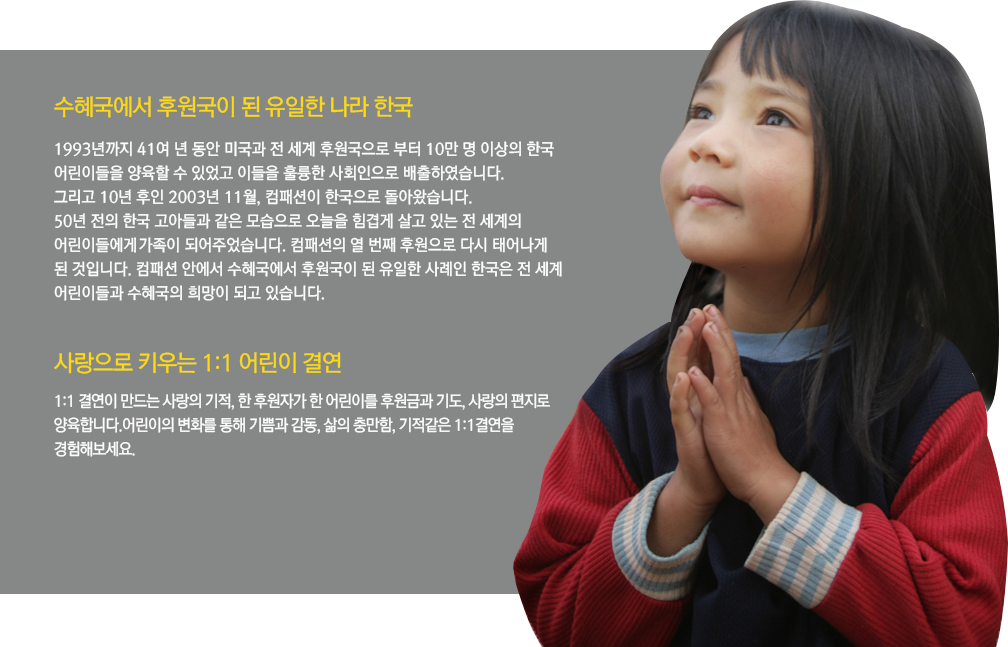 수혜국에서 후원국이 된 유일한 나라 한국
1993년까지 41여 년 동안 미국과 전 세계 후원국으로 부터 10만 명 이상의 한국
어린이들을 양육할 수 있었고 이들을 훌륭한 사회인으로 배출하였습니다.
그리고 10년 후인 2003년 11월, 컴패션이 한국으로 돌아왔습니다.
50년 전의 한국 고아들과 같은 모습으로 오늘을 힘겹게 살고 있는 전 세계의
어린이들에게 가족이 되어주었습니다. 컴패션의 열 번째 후원으로 다시 태어나게
된 것입니다. 컴패션 안에서 수혜국에서 후원국이 된 유일한 사례인 한국은 전 세계
어린이들과 수혜국의 희망이 되고 있습니다.
사랑으로 키우는 1:1 어린이 결연
1:1 결연이 만드는 사랑의 기적, 한 후원자가 한 어린이를 후원금과 기도, 사랑의 편지로
양육합니다.어린이의 변화를 통해 기쁨과 감동, 삶의 충만함, 기적같은 1:1결연을
경험해보세요.